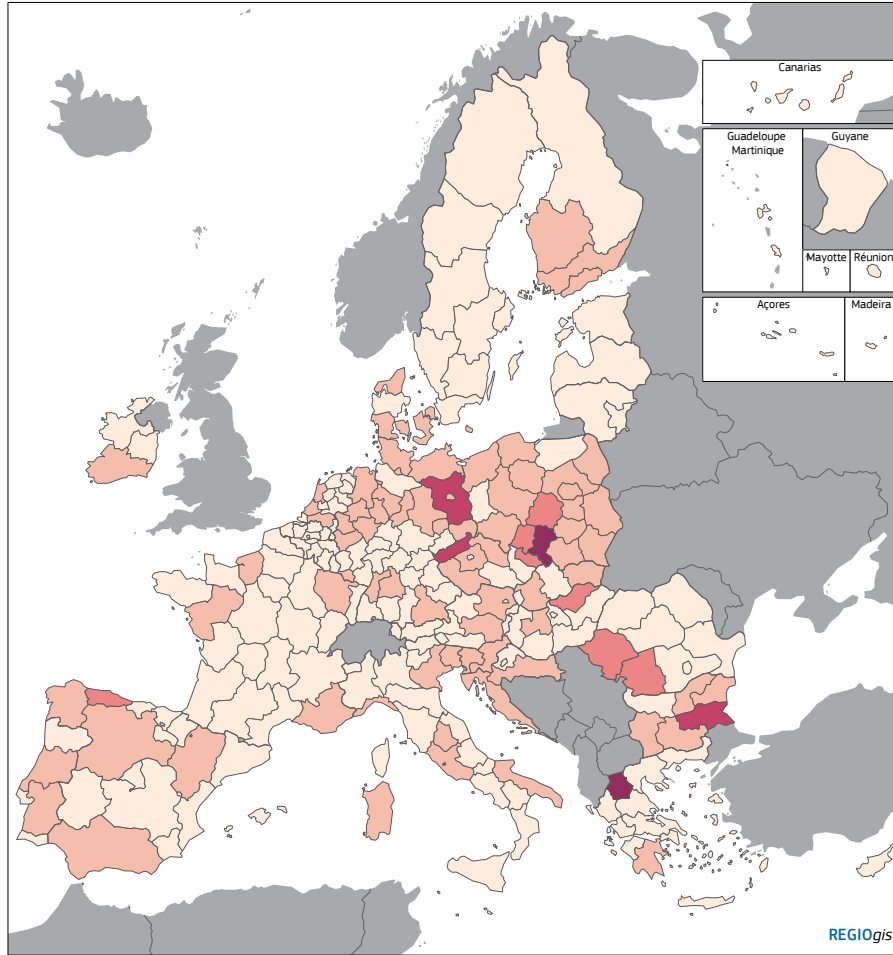 Canarias
Guadeloupe
Martinique
Guyane
Mayotte
Réunion
Açores
Madeira
REGIOgis